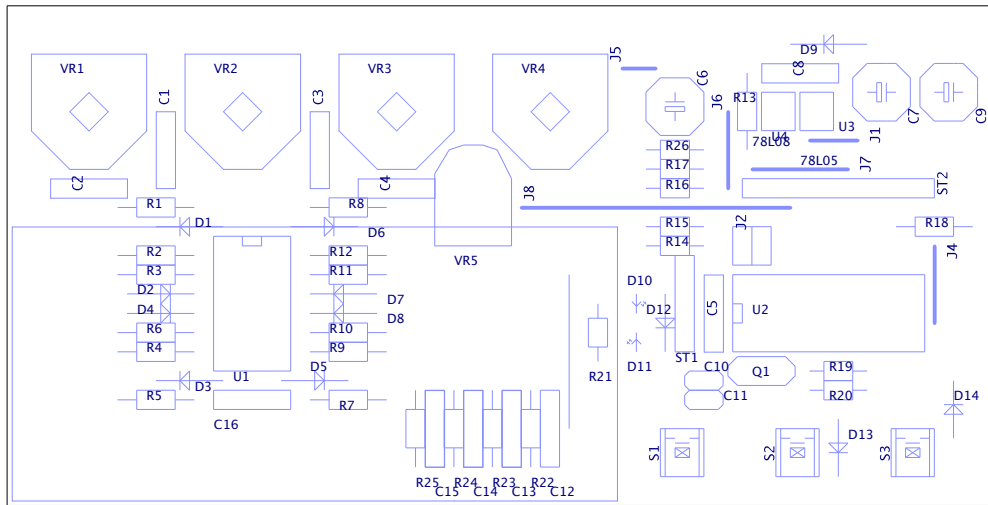 D9
J5
VR1
VR2
VR3
VR4
C8
C6
C1
C3
R13
J6
U4
U3
J1
C7
C9
78L08
R26
78L05
J7
R17
C2
C4
R16
ST2
J8
R1
R8
D1
D6
R15
J2
R18
R14
J4
R2
R12
VR5
R3
R11
D10
D2
D7
D4
D8
D12
C5
U2
R6
R10
R4
R9
D11
ST1
R21
U1
D5
C10
Q1
R19
D3
R5
R7
C11
R20
D14
C16
D13
S1
S2
S3
R25
C15
R24
C14
R23
C13
R22
C12